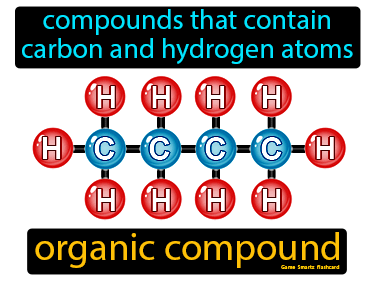 compounds that contain
carbon and hydrogen atoms
H H H H
H C C C C H
H H H H
organic compound
Game Smartz Flashcard